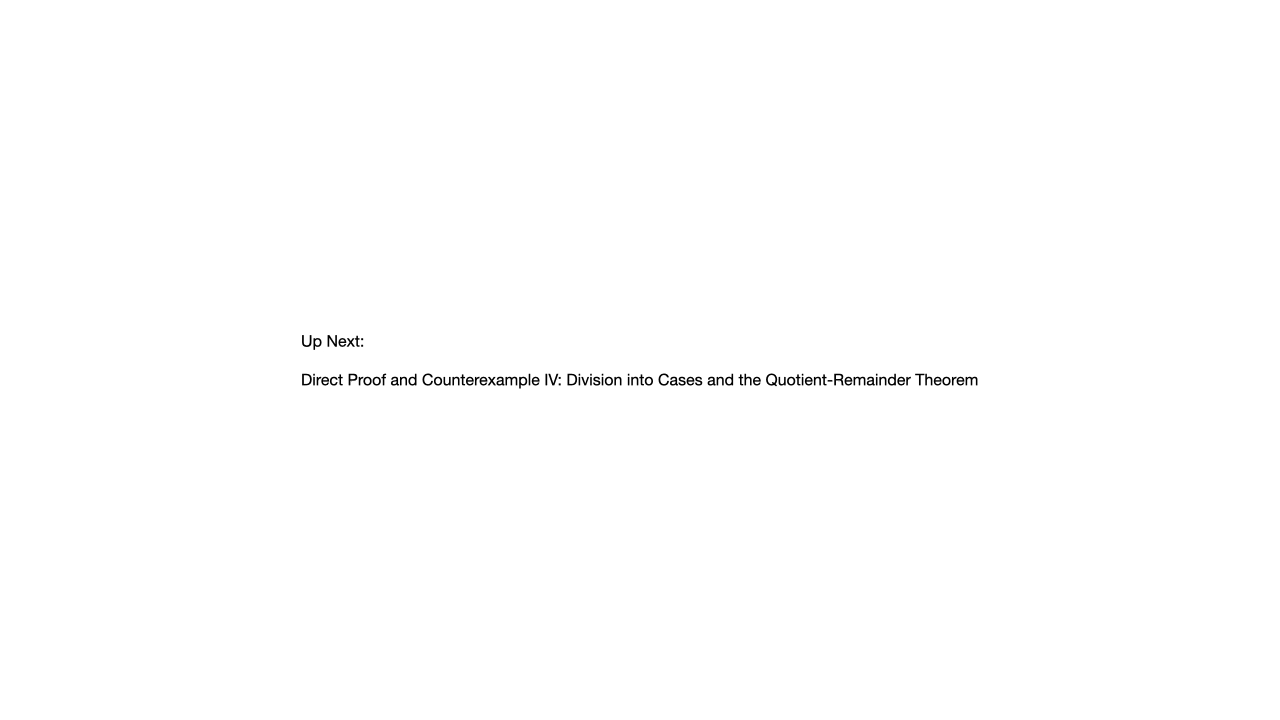 Up Next:
Direct Proof and Counterexample IV: Division into Cases and the Quotient-Remainder Theorem